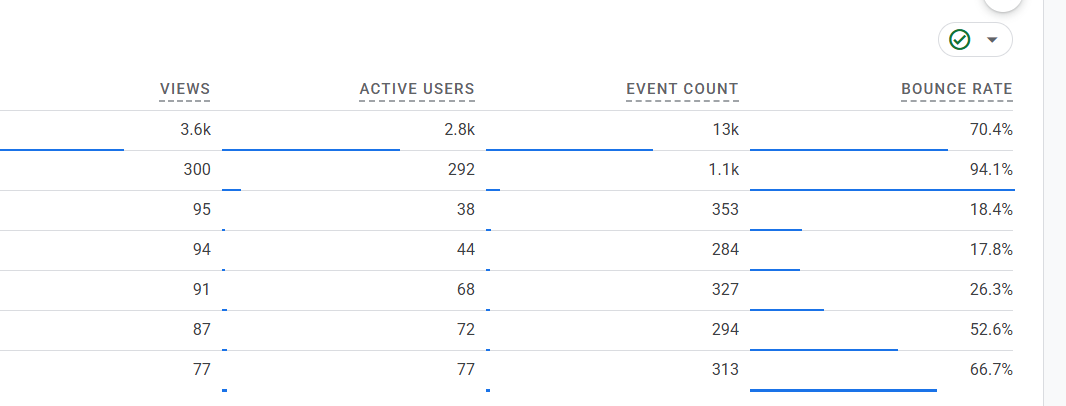 VIEWS ACTIVE USERS EVENT COUNT BOUNCE RATE
3.6k 2.8k 13k 70.4%
300 292 1.1k 94.1%
95 38 353 18.4%
94 44 284 17.8%
91 68 327 26.3%
87 72 294 52.6%
77 77 313 66.7%